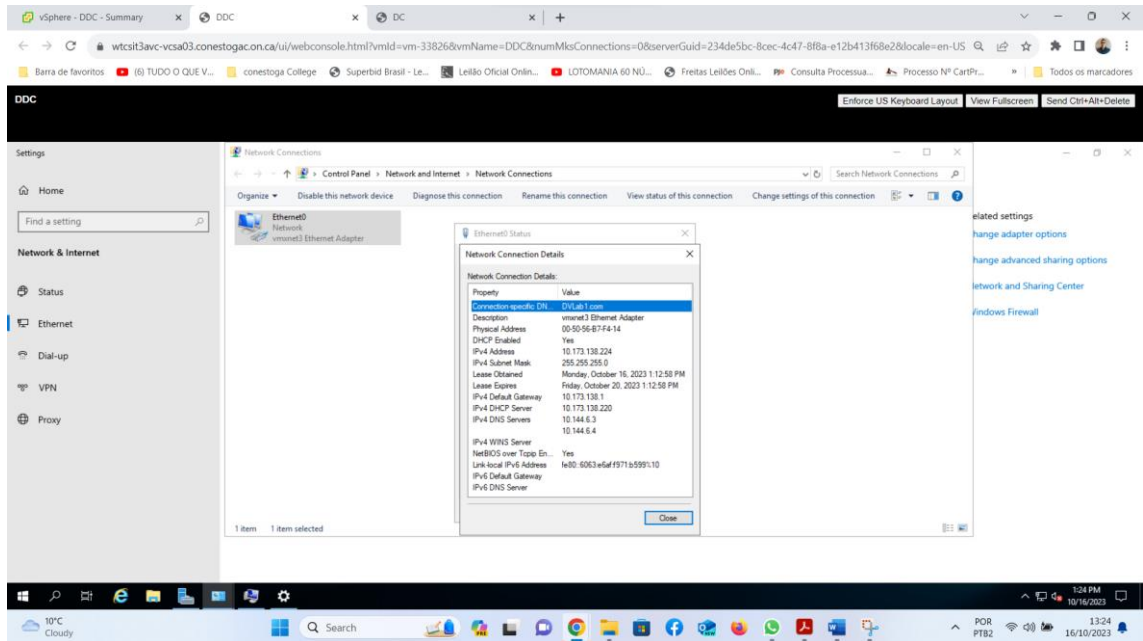 vSphere - DDC - Summary
DDC
DC
wtcsit3avc-vcsa03.conestogac.on.ca/ui/webconsole.html?vmId=vm-33826&vmName=DDC&numMksConnections=0&serverGuid=234de5bc-8cec-4c47-8f8a-e12b413f68e2&locale=en-US
Barra de favoritos
(6) TUDO O QUE V...
conestoga College
Superbid Brasil - Le...
Leilão Oficial Onlin...
LOTOMANIA 60 NÚ...
Freitas Leilões Onli...
Consulta Processua...
Processo Nº CartPr...
»
Todos os marcadores
DDC
Enforce US Keyboard Layout
View Fullscreen
Send Ctrl+Alt+Delete
Settings
Home
Find a setting
Network & Internet
Status
Ethernet
Dial-up
VPN
Proxy
Network Connections
Control Panel > Network and Internet > Network Connections
Search Network Connections
Organize
Disable this network device
Diagnose this connection
Rename this connection
View status of this connection
Change settings of this connection
Ethernet0
Network
vmxnet3 Ethernet Adapter
Ethernet0 Status
Network Connection Details
Network Connection Details:
Property Value
Connection-specific DN... DVLab1.com
Description vmxnet3 Ethernet Adapter
Physical Address 00-50-56-B7-F4-14
DHCP Enabled Yes
IPv4 Address 10.173.138.224
IPv4 Subnet Mask 255.255.255.0
Lease Obtained Monday, October 16, 2023 1:12:58 PM
Lease Expires Friday, October 20, 2023 1:12:58 PM
IPv4 Default Gateway 10.173.138.1
IPv4 DHCP Server 10.173.138.220
IPv4 DNS Servers 10.144.6.3
10.144.6.4
IPv4 WINS Server
NetBIOS over Tcpip En... Yes
Link-local IPv6 Address fe80::6063:e6af:f971:b599%10
IPv6 Default Gateway
IPv6 DNS Server
Close
1 item
1 item selected
elated settings
hange adapter options
hange advanced sharing options
etwork and Sharing Center
indows Firewall
1:24 PM
10/16/2023
10°C
Cloudy
Search
POR
PTB2
13:24
16/10/2023